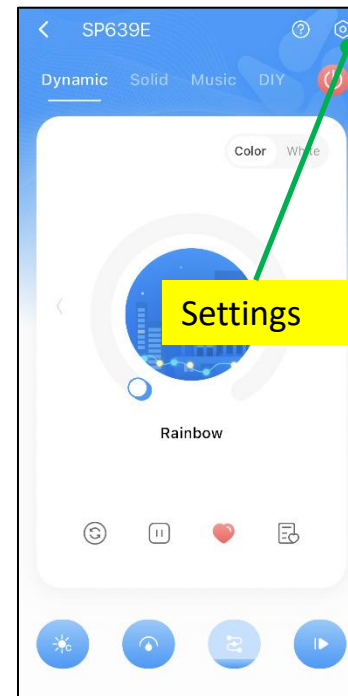 SP639E
Dynamic Solid Music DIY
Color White
Settings
Rainbow